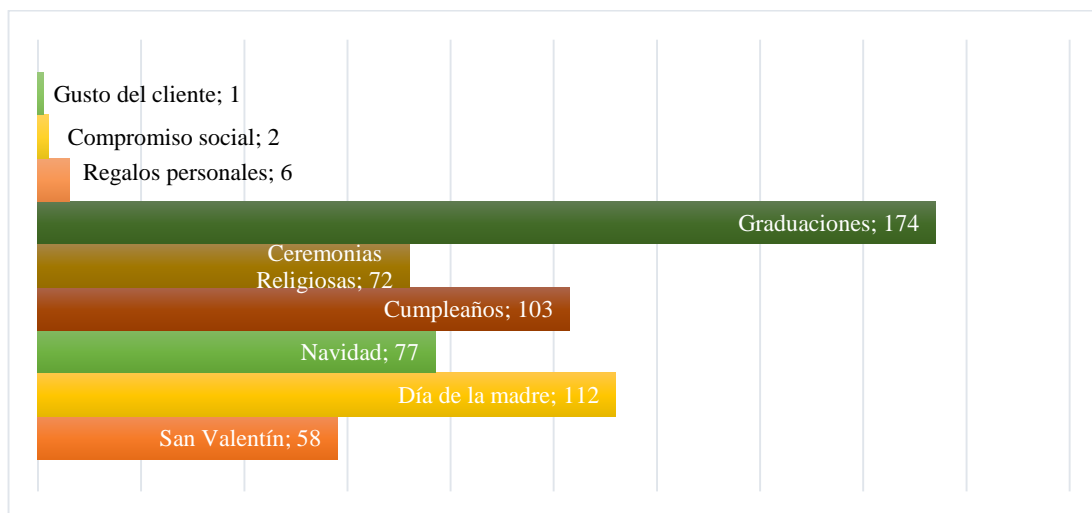 Gusto del cliente; 1
Compromiso social; 2
Regalos personales; 6
Graduaciones; 174
Ceremonias
Religiosas; 72
Cumpleaños; 103
Navidad; 77
Día de la madre; 112
San Valentín; 58